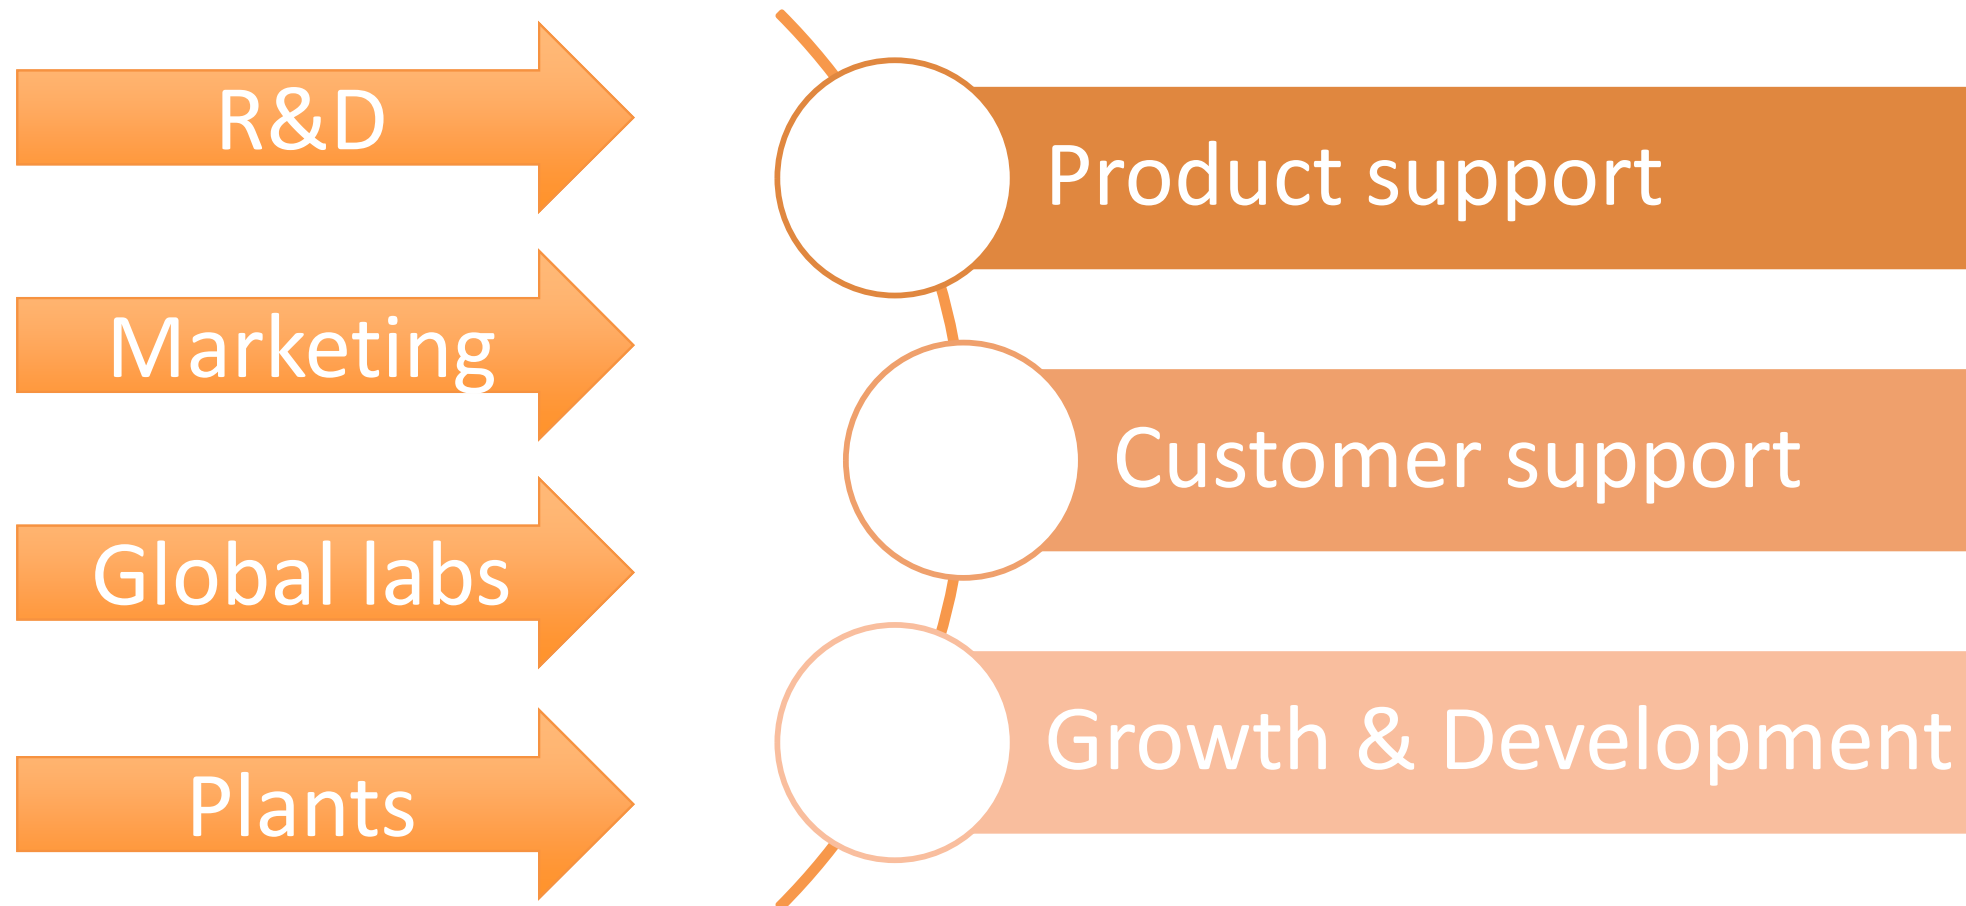 R&D
Marketing
Global labs
Plants
Product support
Customer support
Growth & Development